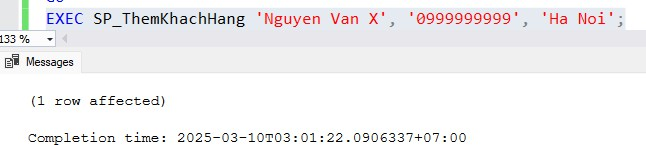 EXEC SP_ThemKhachHang 'Nguyen Van X', '0999999999', 'Ha Noi';
133 %
Messages
(1 row affected)
Completion time: 2025-03-10T03:01:22.0906337+07:00